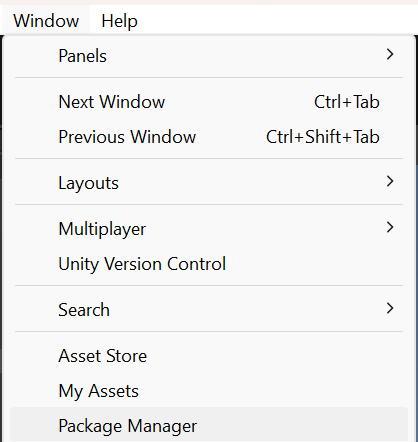 Window Help
Panels
Next Window Ctrl+Tab
Previous Window Ctrl+Shift+Tab
Layouts
Multiplayer
Unity Version Control
Search
Asset Store
My Assets
Package Manager